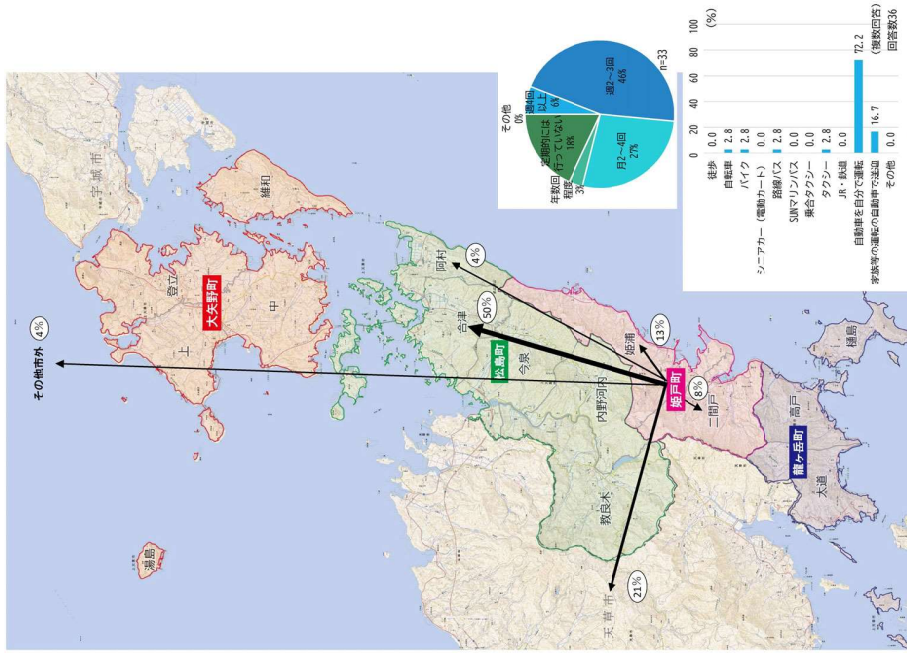 宇城市
その他市外
4%
登立
上
大矢野町
維和
中
湯島
阿村
4%
合津
50%
松島町
今泉
内野河内
姫浦
13%
教良木
姫戸町
8%
二間戸
天草市
21%
高戸
樋島
龍ヶ岳町
大道
その他
0%
週4回
以上
6%
週2~3回
46%
月2~4回
27%
年数回
程度
3%
定期的には
行っていない
18%
n=33
(%)
0
20
40
60
80
100
徒歩 0.0
自転車 2.8
バイク 2.8
シニアカー(電動カート) 0.0
路線バス 2.8
SUNマリンバス 0.0
乗合タクシー 0.0
タクシー 2.8
JR・鉄道 0.0
自動車を自分で運転 72.2
家族等の運転の自動車で送迎 16.7
その他 0.0
(複数回答)
回答数36